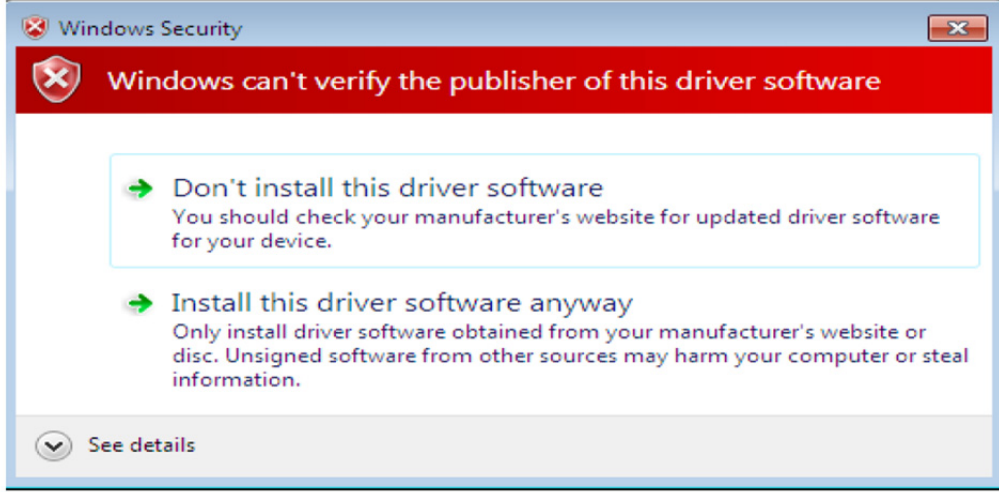 Windows Security
Windows can't verify the publisher of this driver software
Don't install this driver software
You should check your manufacturer's website for updated driver software
for your device.
Install this driver software anyway
Only install driver software obtained from your manufacturer's website or
disc. Unsigned software from other sources may harm your computer or steal
information.
See details